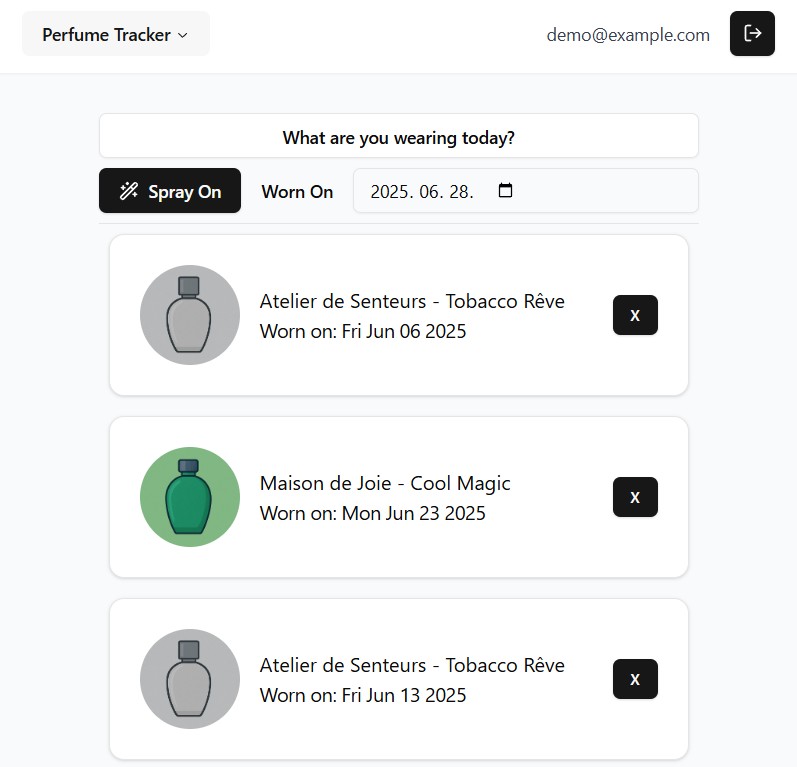 Perfume Tracker
demo@example.com
What are you wearing today?
Spray On
Worn On
2025. 06. 28.
Atelier de Senteurs - Tobacco Rêve
Worn on: Fri Jun 06 2025
X
Maison de Joie - Cool Magic
Worn on: Mon Jun 23 2025
X
Atelier de Senteurs - Tobacco Rêve
Worn on: Fri Jun 13 2025
X